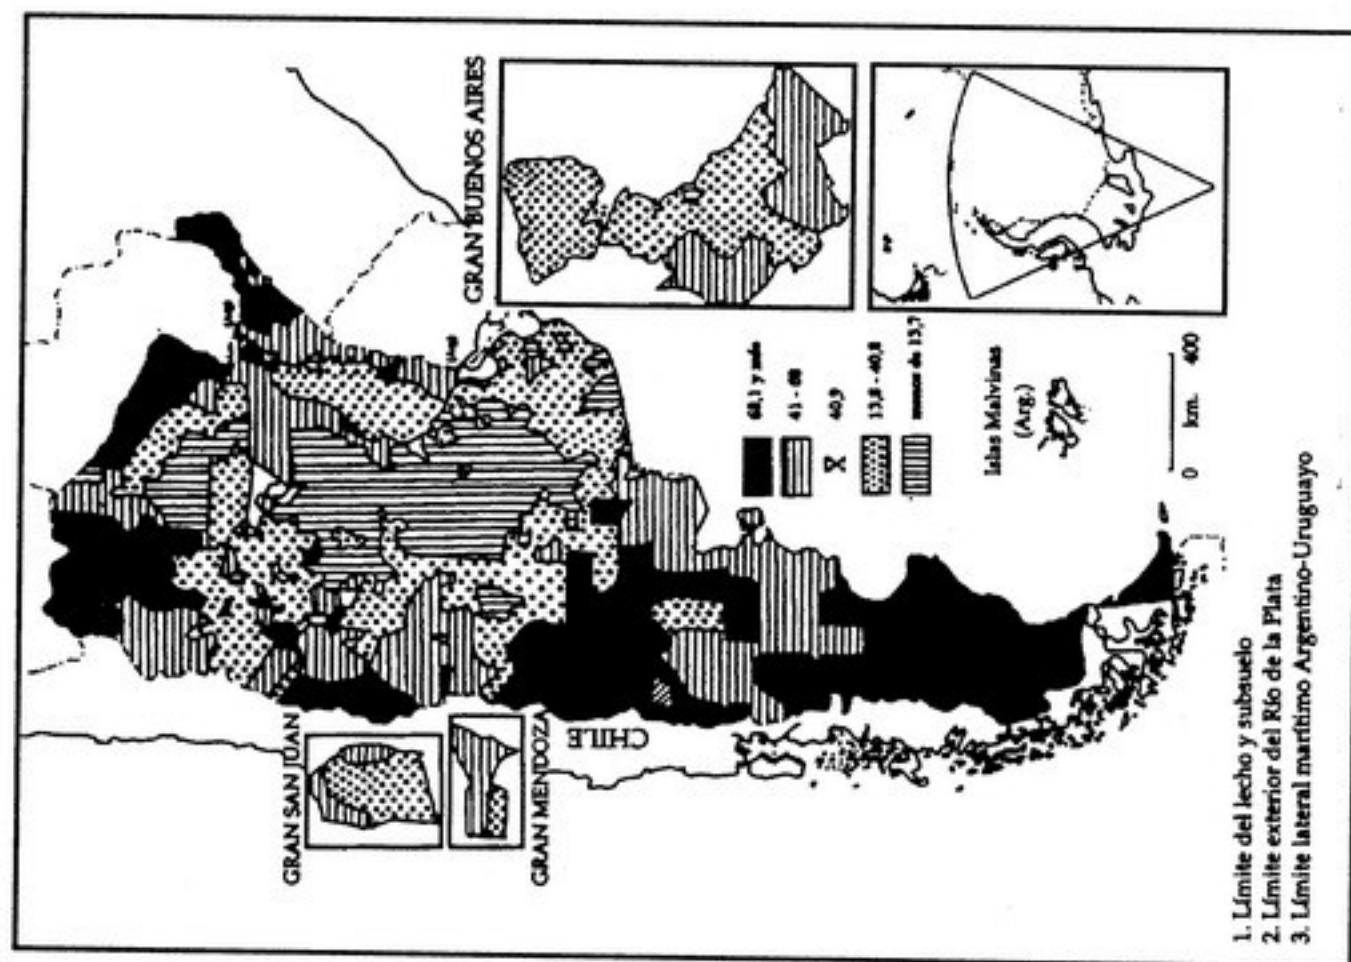 GRAN BUENOS AIRES
GRAN SAN JUAN
GRAN MENDOZA
CHILE
68,1 y más
41 - 68
X 40,9
13,8 - 40,8
menos de 13,7
Islas Malvinas
(Arg.)
0 km. 400
1. Límite del lecho y subsuelo
2. Límite exterior del Río de la Plata
3. Límite lateral marítimo Argentino-Uruguayo